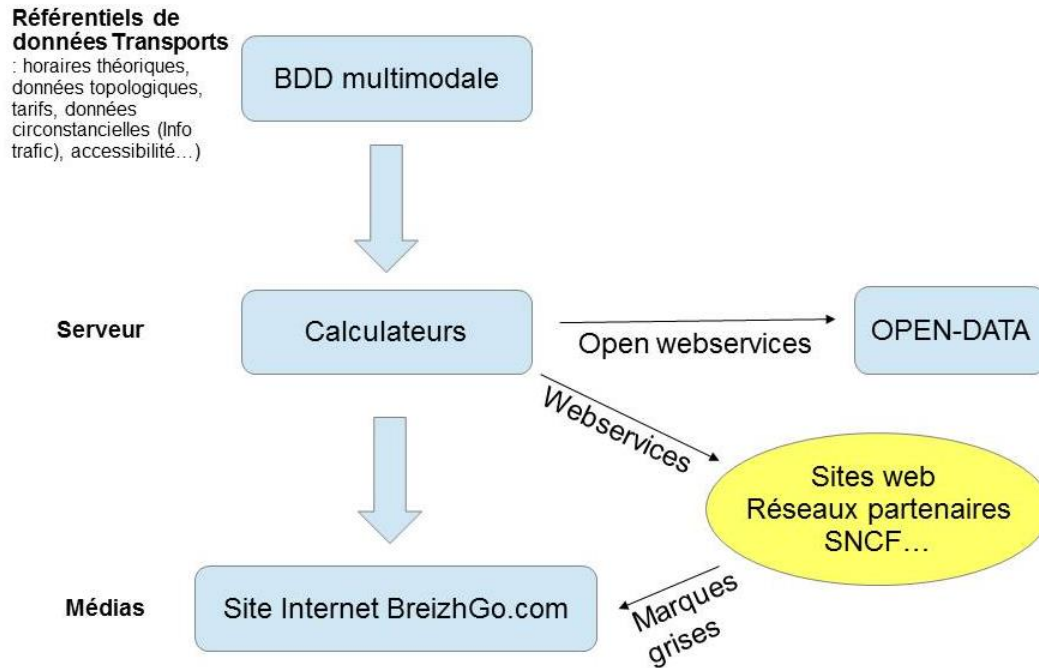 Référentiels de
données Transports
: horaires théoriques,
données topologiques,
tarifs, données
circonstancielles (Info
trafic), accessibilité…)
BDD multimodale
Serveur
Calculateurs
Open webservices
OPEN-DATA
Webservices
Sites web
Réseaux partenaires
SNCF…
Médias
Site Internet BreizhGo.com
Marques
grises